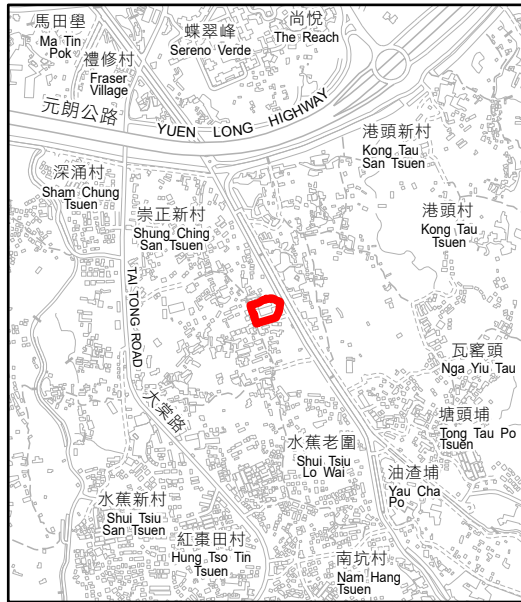 馬田壆
Ma Tin
Pok
蝶翠峰
Sereno Verde
尚悅
The Reach
禮修村
Fraser
Village
元朗公路
YUEN LONG HIGHWAY
港頭新村
Kong Tau
San Tsuen
深涌村
Sham Chung
Tsuen
崇正新村
Shung Ching
San Tsuen
港頭村
Kong Tau
Tsuen
TAI TONG ROAD
大棠路
瓦窰頭
Nga Yiu Tau
塘頭埔
Tong Tau Po
Tsuen
水蕉老圍
Shui Tsiu
Lo Wai
油渣埔
Yau Cha
Po
水蕉新村
Shui Tsiu
San Tsuen
紅棗田村
Hung Tso Tin
Tsuen
南坑村
Nam Hang
Tsuen